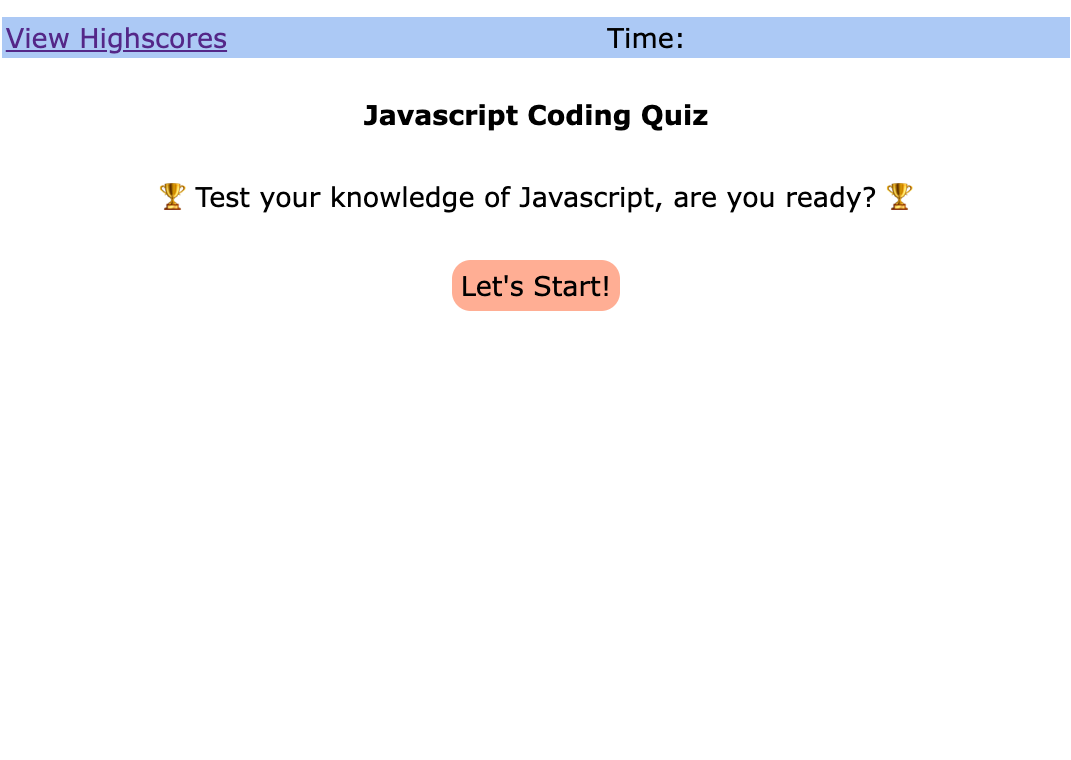 View Highscores Time:
Javascript Coding Quiz
🏆 Test your knowledge of Javascript, are you ready? 🏆
Let's Start!